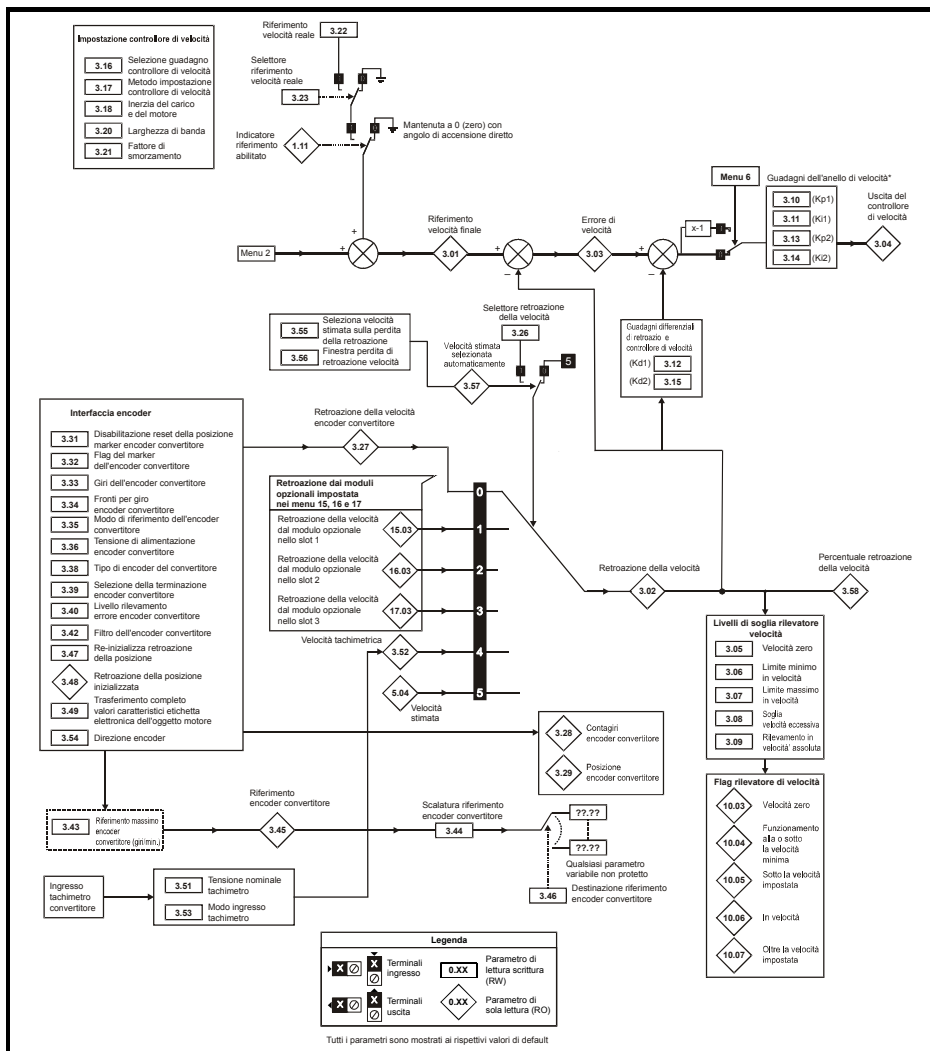 Impostazione controllore di velocità
3.16
Selezione guadagno
controllore di velocità
3.17
Metodo impostazione
controllore di velocità
3.18
Inerzia del carico
e del motore
3.20
Larghezza di banda
3.21
Fattore di
smorzamento
Riferimento
velocità reale
3.22
Selettore
riferimento
velocità reale
3.23
Indicatore
riferimento
abilitato
1.11
Mantenuta a 0 (zero) con
angolo di accensione diretto
Menu 2
+
+
Riferimento
velocità finale
3.01
+
–
Errore di
velocità
3.03
+
–
Menu 6
x-1
Guadagni dell'anello di velocità*
3.10 (Kp1)
3.11 (Ki1)
3.13 (Kp2)
3.14 (Ki2)
Uscita del
controllore
di velocità
3.04
3.55
Seleziona velocità
stimata sulla perdita
della retroazione
3.56
Finestra perdita di
retroazione velocità
Velocità stimata
selezionata
automaticamente
3.57
Selettore retroazione
della velocità
3.26
5
Guadagni differenziali
di retroazio e
controllore di velocità
(Kd1) 3.12
(Kd2) 3.15
Interfaccia encoder
3.31
Disabilitazione reset della posizione
marker encoder convertitore
3.32
Flag del marker
dell'encoder convertitore
3.33
Giri dell'encoder convertitore
3.34
Fronti per giro
encoder convertitore
3.35
Modo di riferimento dell'encoder
convertitore
3.36
Tensione di alimentazione
encoder convertitore
3.38
Tipo di encoder del convertitore
3.39
Selezione della terminazione
encoder convertitore
3.40
Livello rilevamento
errore encoder convertitore
3.42
Filtro dell'encoder convertitore
3.47
Re-inizializza retroazione
della posizione
3.48
Retroazione della posizione
inizializzata
3.49
Trasferimento completo
valori caratteristici etichetta
elettronica dell'oggetto motore
3.54
Direzione encoder
Retroazione della velocità
encoder convertitore
3.27
Retroazione dai moduli
opzionali impostata
nei menu 15, 16 e 17
Retroazione della velocità
dal modulo opzionale
nello slot 1
15.03
Retroazione della velocità
dal modulo opzionale
nello slot 2
16.03
Retroazione della velocità
dal modulo opzionale
nello slot 3
17.03
Velocità tachimetrica
3.52
5.04
Velocità
stimata
0
1
2
3
4
5
Retroazione della velocità
3.02
Percentuale retroazione
della velocità
3.58
Livelli di soglia rilevatore
velocità
3.05
Velocità zero
3.06
Limite minimo
in velocità
3.07
Limite massimo
in velocità
3.08
Soglia
velocità eccessiva
3.09
Rilevamento in
velocità' assoluta
Flag rilevatore di velocità
10.03
Velocità zero
10.04
Funzionamento
alla o sotto
la velocità
minima
10.05
Sotto la velocità
impostata
10.06
In velocità
10.07
Oltre la velocità
impostata
3.28
Contagiri
encoder convertitore
3.29
Posizione
encoder convertitore
3.43
Riferimento massimo
encoder
convertitore (giri/min.)
Riferimento
encoder convertitore
3.45
Scalatura riferimento
encoder convertitore
3.44
??.??
??.??
Qualsiasi parametro
variabile non protetto
3.46
Destinazione riferimento
encoder convertitore
Ingresso
tachimetro
convertitore
3.51
Tensione nominale
tachimetro
3.53
Modo ingresso
tachimetro
Legenda
X
X
Terminali
ingresso
0.XX
Parametro di
lettura scrittura
(RW)
X
X
Terminali
uscita
0.XX
Parametro di
sola lettura (RO)
Tutti i parametri sono mostrati ai rispettivi valori di default